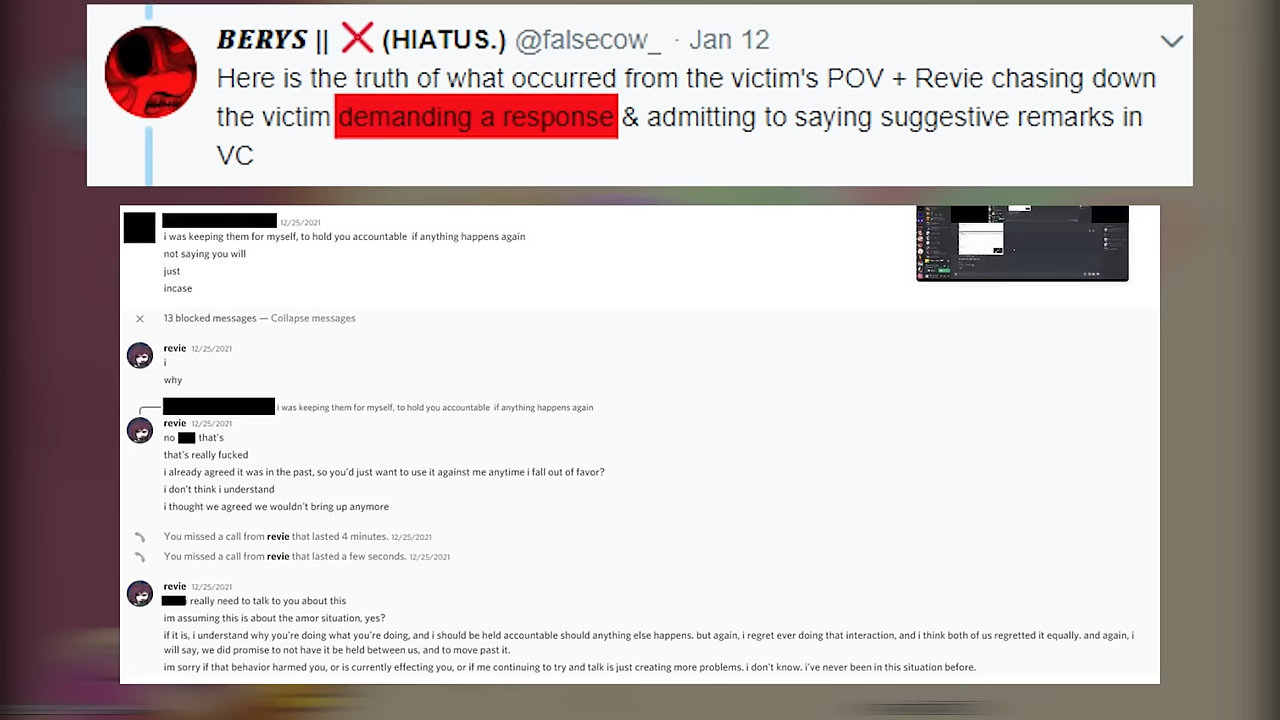 BERYS || ❌ (HIATUS.) @falsecow_ · Jan 12
Here is the truth of what occurred from the victim's POV + Revie chasing down
the victim demanding a response & admitting to saying suggestive remarks in
VC
12/25/2021
i was keeping them for myself, to hold you accountable if anything happens again
not saying you will
just
incase
13 blocked messages — Collapse messages
revie 12/25/2021
i
why
i was keeping them for myself, to hold you accountable if anything happens again
revie 12/25/2021
no that's
that's really fucked
i already agreed it was in the past, so you'd just want to use it against me anytime i fall out of favor?
i don't think i understand
i thought we agreed we wouldn't bring up anymore
You missed a call from revie that lasted 4 minutes. 12/25/2021
You missed a call from revie that lasted a few seconds. 12/25/2021
revie 12/25/2021
really need to talk to you about this
im assuming this is about the amor situation, yes?
if it is, i understand why you're doing what you're doing, and i should be held accountable should anything else happens. but again, i regret ever doing that interaction, and i think both of us regretted it equally. and again, i
will say, we did promise to not have it be held between us, and to move past it.
im sorry if that behavior harmed you, or is currently effecting you, or if me continuing to try and talk is just creating more problems. i don't know. i've never been in this situation before.